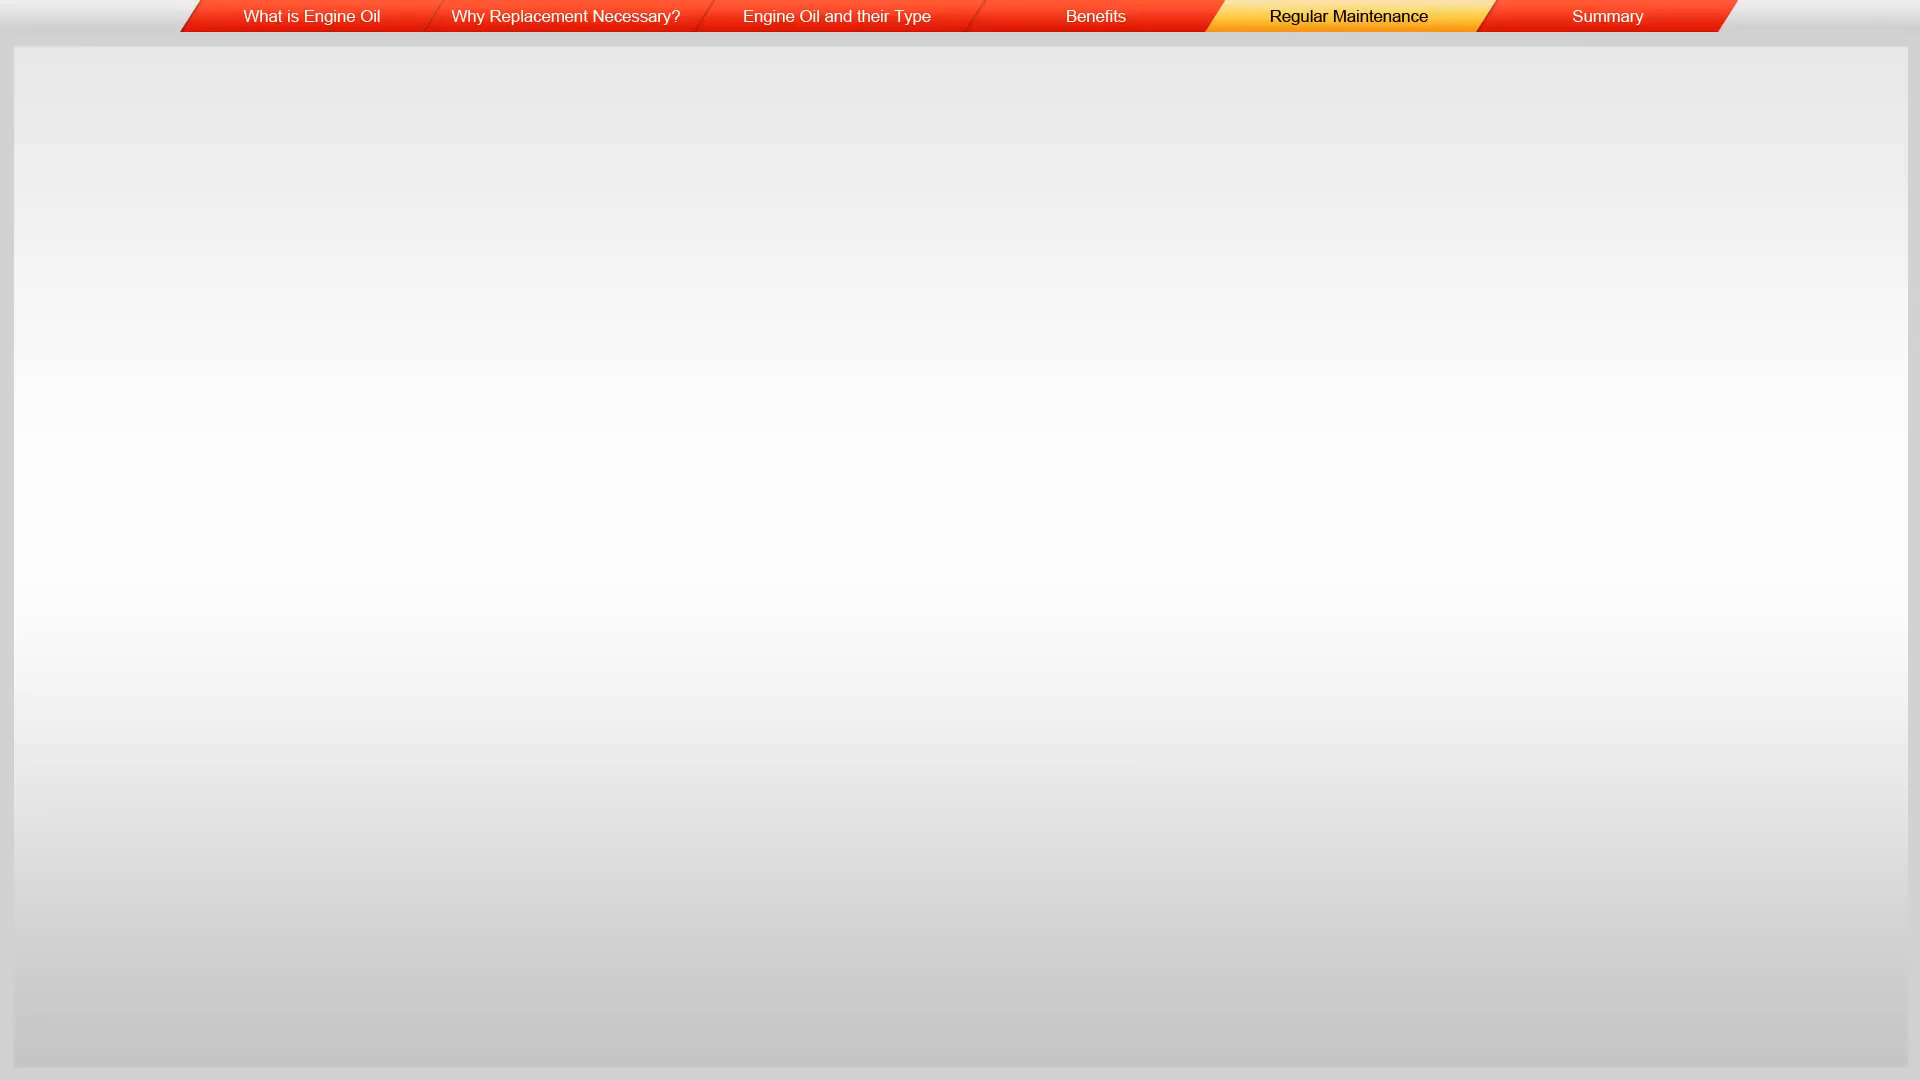 What is Engine Oil
Why Replacement Necessary?
Engine Oil and their Type
Benefits
Regular Maintenance
Summary